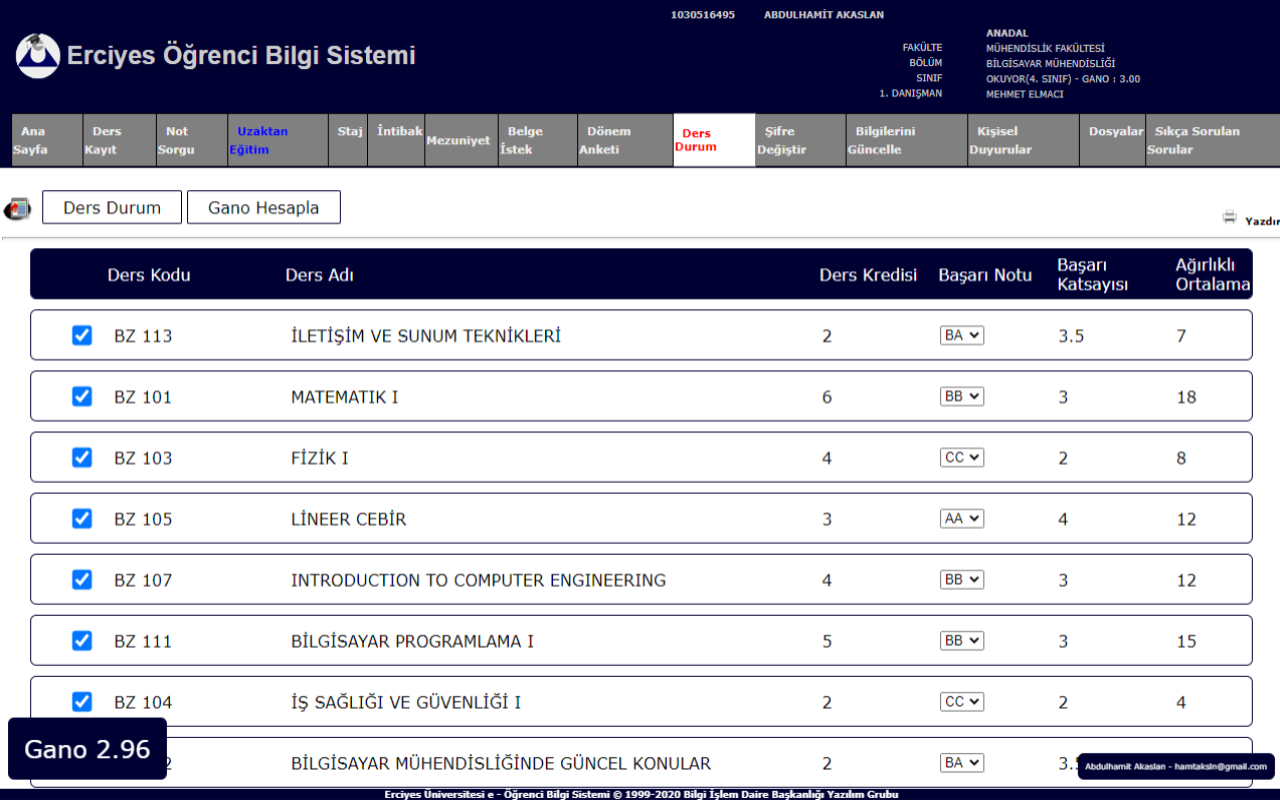 1030516495 ABDULHAMİT AKASLAN
Erciyes Öğrenci Bilgi Sistemi
ANADAL
FAKÜLTE MÜHENDİSLİK FAKÜLTESİ
BÖLÜM BİLGİSAYAR MÜHENDİSLİĞİ
SINIF OKUYOR(4. SINIF) - GANO : 3.00
1. DANIŞMAN MEHMET ELMACI
Ana Sayfa
Ders Kayıt
Not Sorgu
Uzaktan Eğitim
Staj
İntibak
Mezuniyet
Belge İstek
Dönem Anketi
Ders Durum
Şifre Değiştir
Bilgilerini Güncelle
Kişisel Duyurular
Dosyalar
Sıkça Sorulan Sorular
Ders Durum Gano Hesapla
Yazdır
Ders Kodu Ders Adı Ders Kredisi Başarı Notu Başarı Katsayısı Ağırlıklı Ortalama
BZ 113 İLETİŞİM VE SUNUM TEKNİKLERİ 2 BA 3.5 7
BZ 101 MATEMATIK I 6 BB 3 18
BZ 103 FİZİK I 4 CC 2 8
BZ 105 LİNEER CEBİR 3 AA 4 12
BZ 107 INTRODUCTION TO COMPUTER ENGINEERING 4 BB 3 12
BZ 111 BİLGİSAYAR PROGRAMLAMA I 5 BB 3 15
BZ 104 İŞ SAĞLIĞI VE GÜVENLİĞİ I 2 CC 2 4
Gano 2.96
2 BİLGİSAYAR MÜHENDİSLİĞİNDE GÜNCEL KONULAR 2 BA 3.5
Abdulhamit Akaslan - hamtaksln@gmail.com
Erciyes Üniversitesi e - Öğrenci Bilgi Sistemi © 1999-2020 Bilgi İşlem Daire Başkanlığı Yazılım Grubu